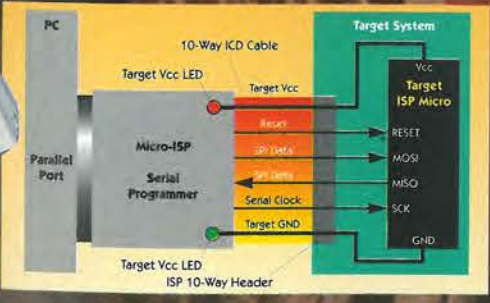 PC
Target System
10-Way ICD Cable
Target Vcc LED
Target Vcc
Vcc
Target
ISP Micro
Reset
RESET
Micro-ISP
SPI Data
MOSI
Parallel
Port
Serial
Programmer
SPI Data
MISO
Serial Clock
SCK
Target GND
GND
Target Vcc LED
ISP 10-Way Header